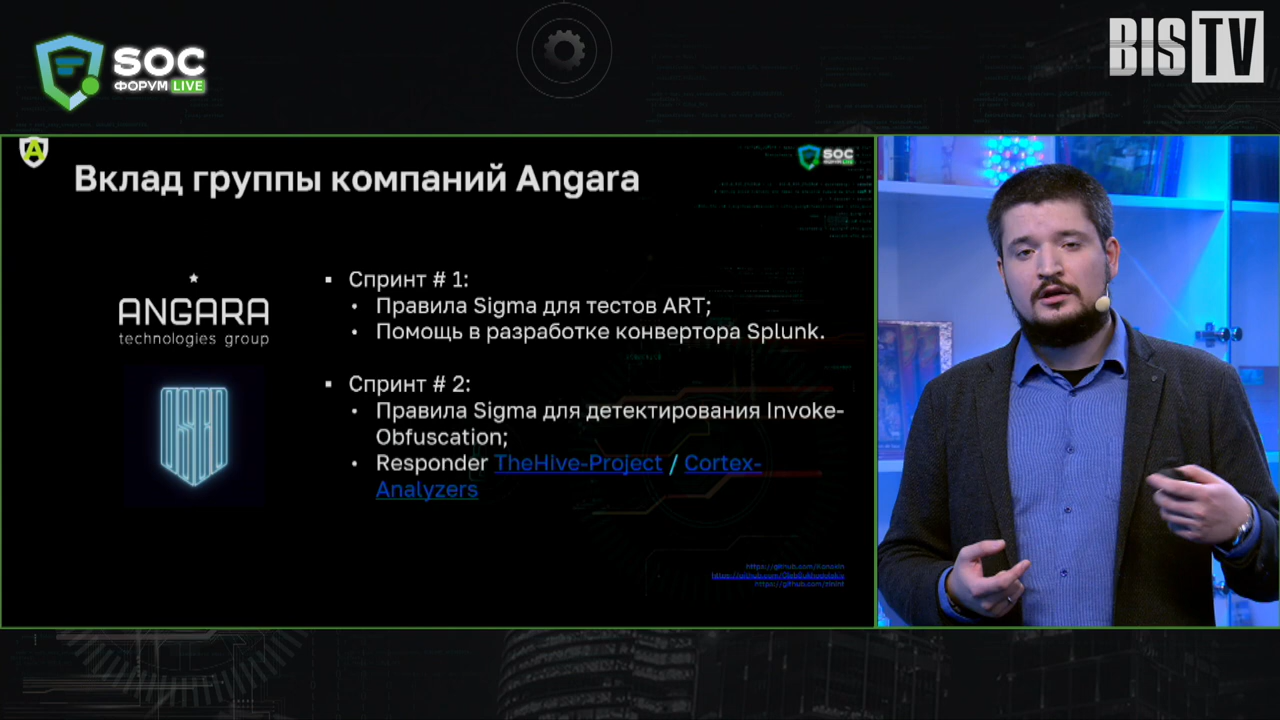 SOC
ФОРУМ LIVE
BIS TV
A
SOC
Вклад группы компаний Angara
ANGARA
technologies group
▪ Спринт # 1:
• Правила Sigma для тестов ART;
• Помощь в разработке конвертора Splunk.
▪ Спринт # 2:
• Правила Sigma для детектирования Invoke-
Obfuscation;
• Responder TheHive-Project / Cortex-
Analyzers